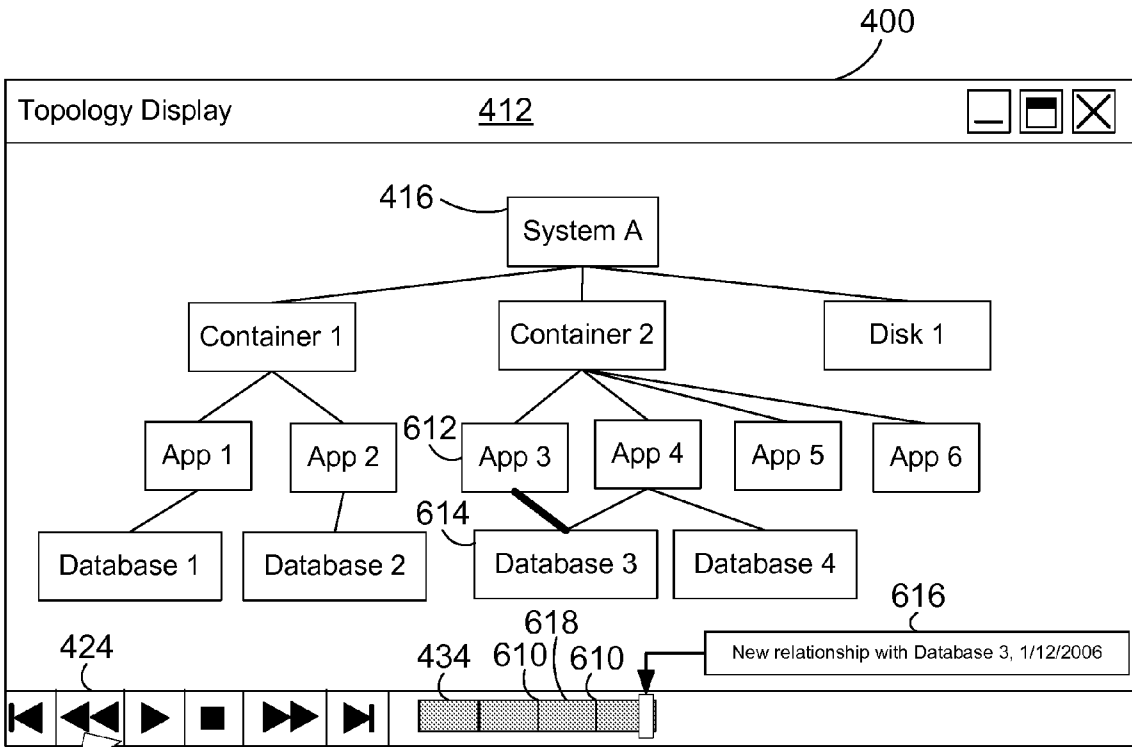 400
Topology Display 412
416
System A
Container 1 Container 2 Disk 1
612
App 1 App 2 App 3 App 4 App 5 App 6
614
Database 1 Database 2 Database 3 Database 4
616
618
424 434 610 610
New relationship with Database 3, 1/12/2006